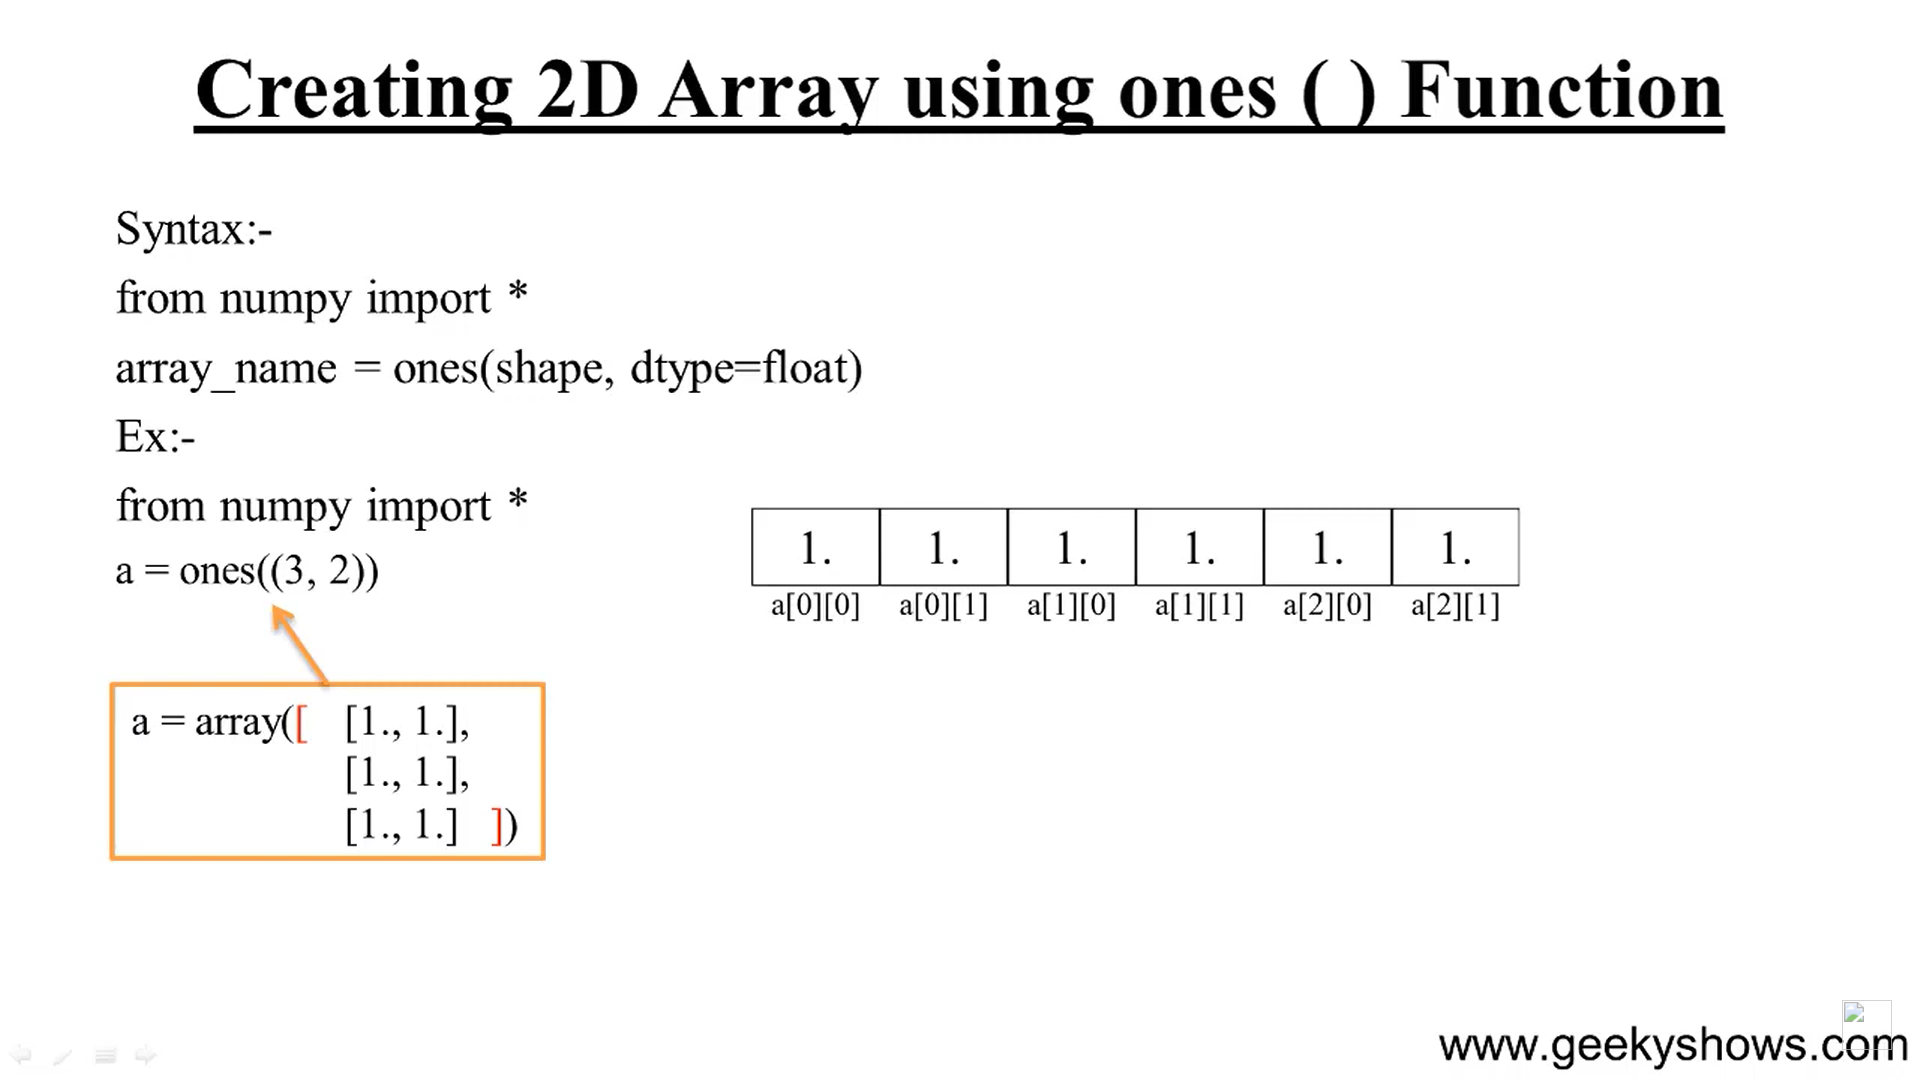 Creating 2D Array using ones ( ) Function
Syntax:-
from numpy import *
array_name = ones(shape, dtype=float)
Ex:-
from numpy import *
a = ones((3, 2))
1. 1. 1. 1. 1. 1.
a[0][0] a[0][1] a[1][0] a[1][1] a[2][0] a[2][1]
a = array([ [1., 1.],
[1., 1.],
[1., 1.] ])
www.geekyshows.com